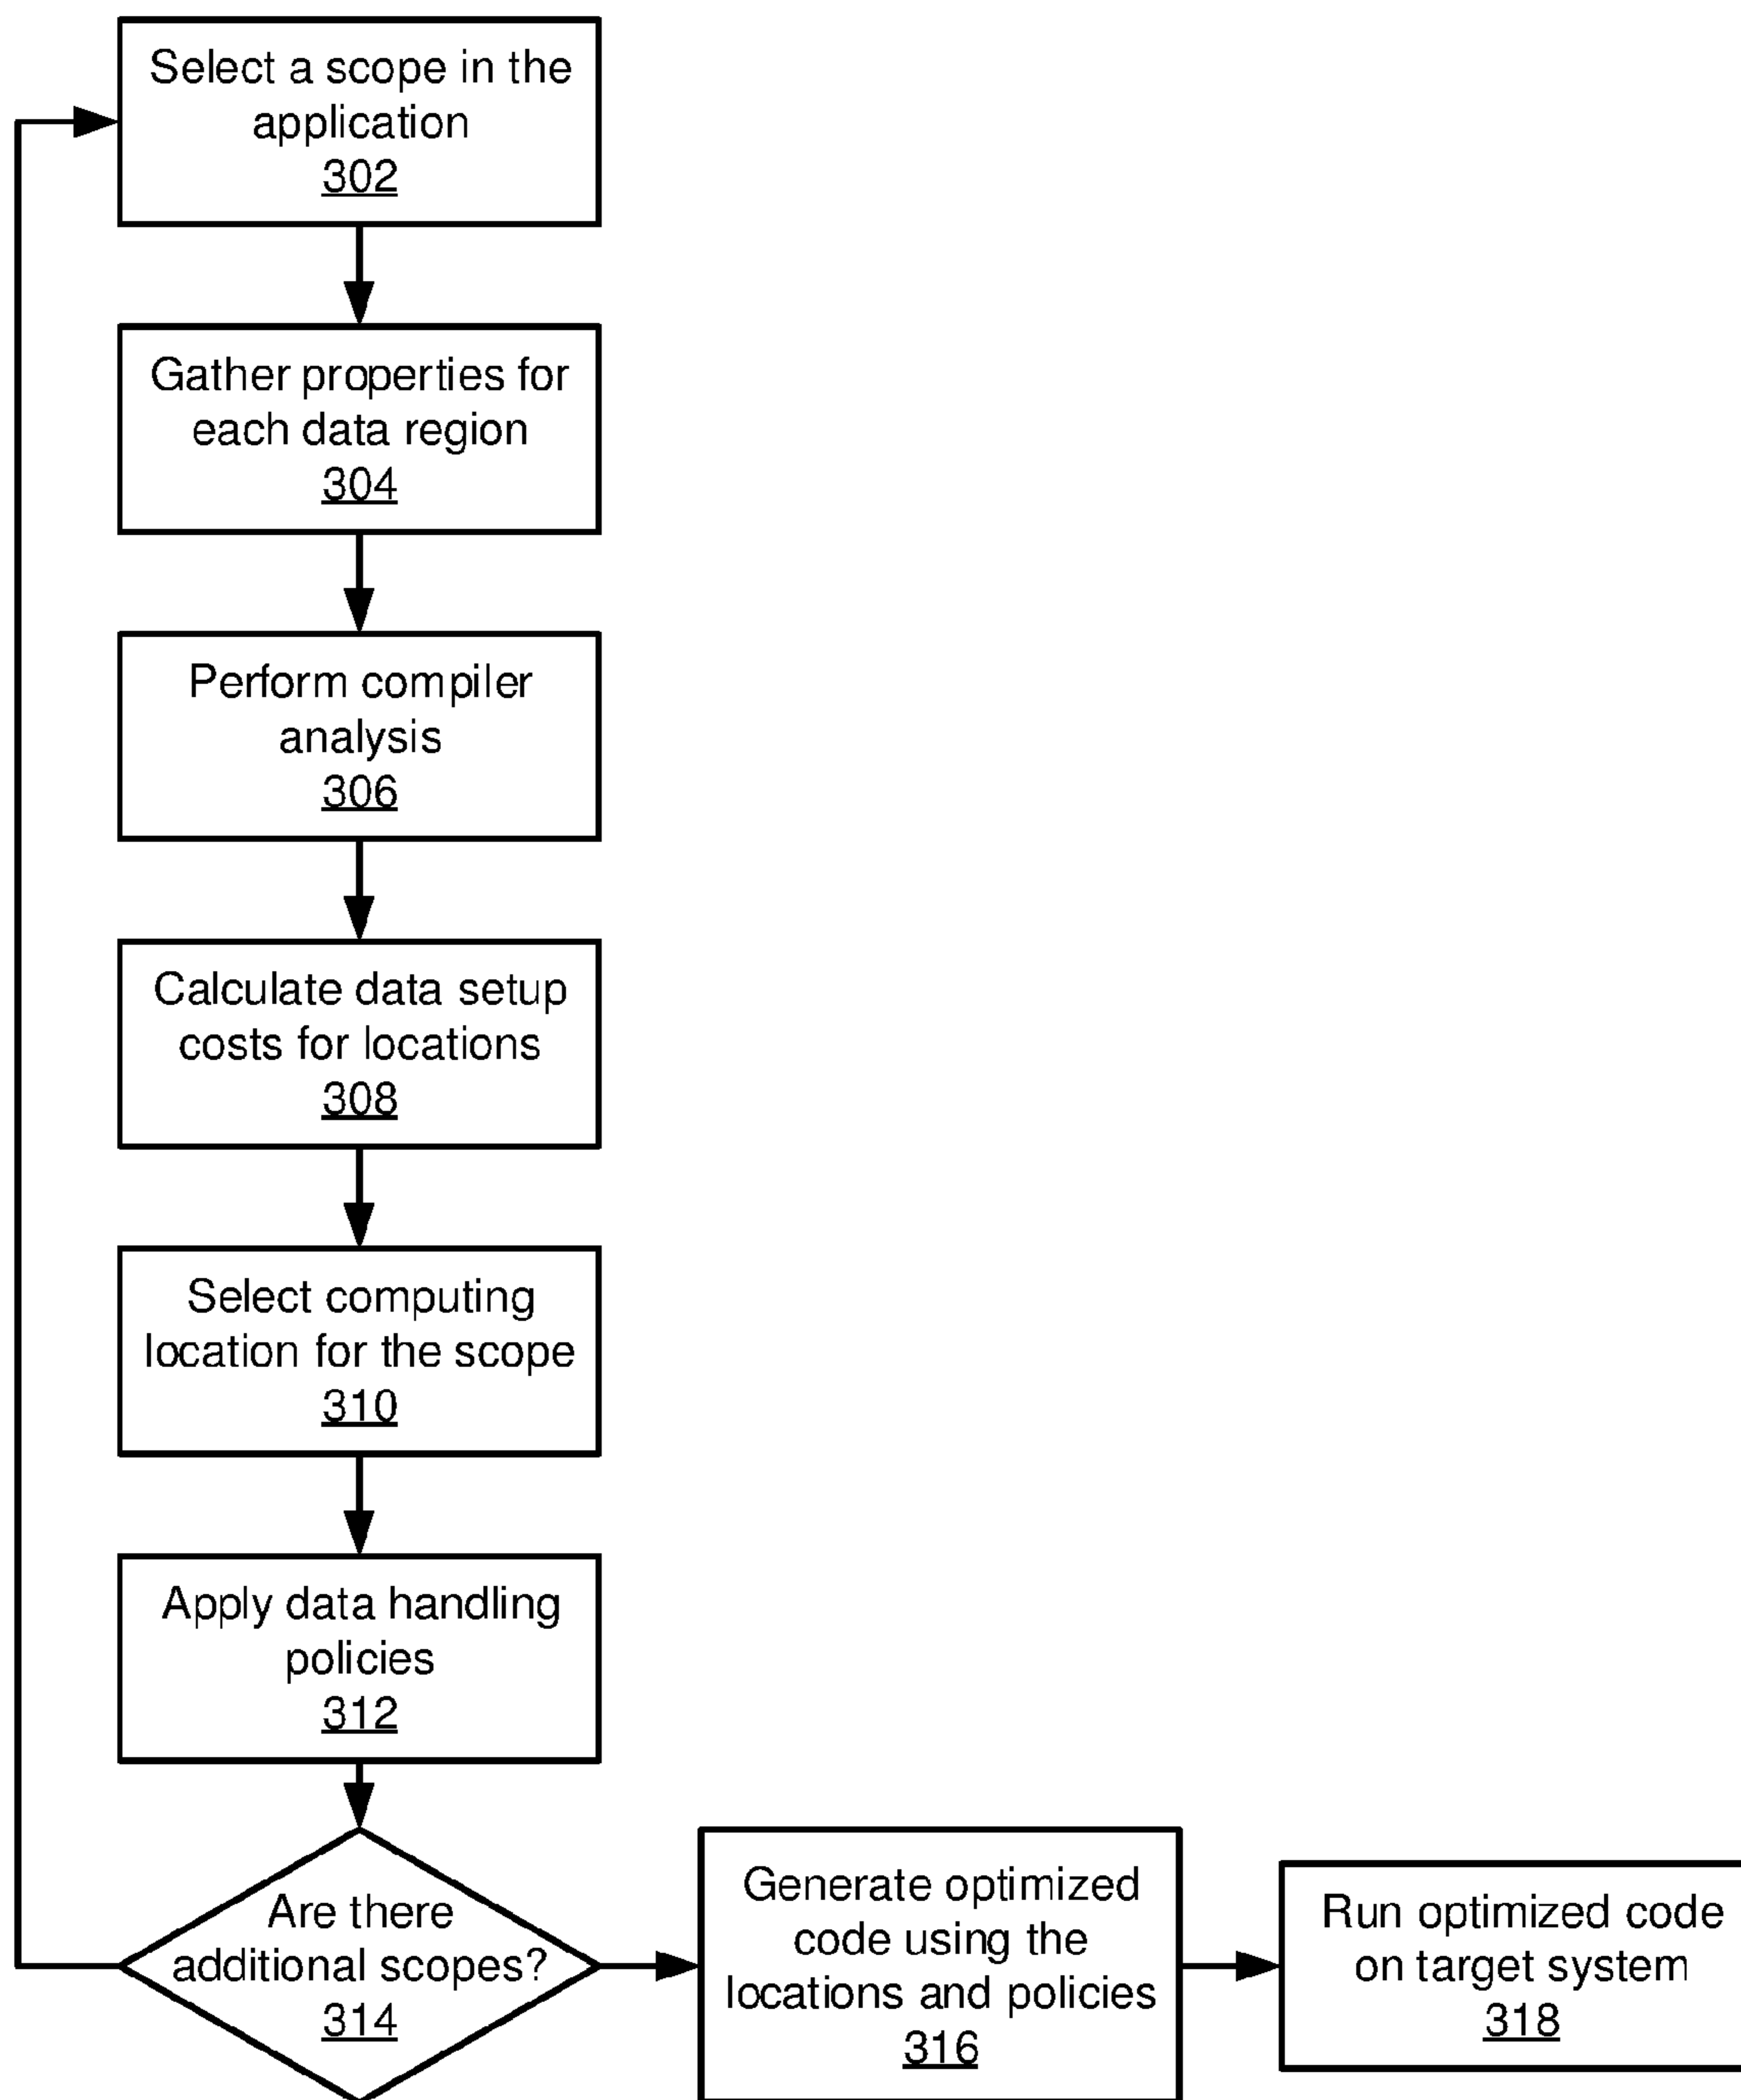 Select a scope in the
application
302
Gather properties for
each data region
304
Perform compiler
analysis
306
Calculate data setup
costs for locations
308
Select computing
location for the scope
310
Apply data handling
policies
312
Are there
additional scopes?
314
Generate optimized
code using the
locations and policies
316
Run optimized code
on target system
318